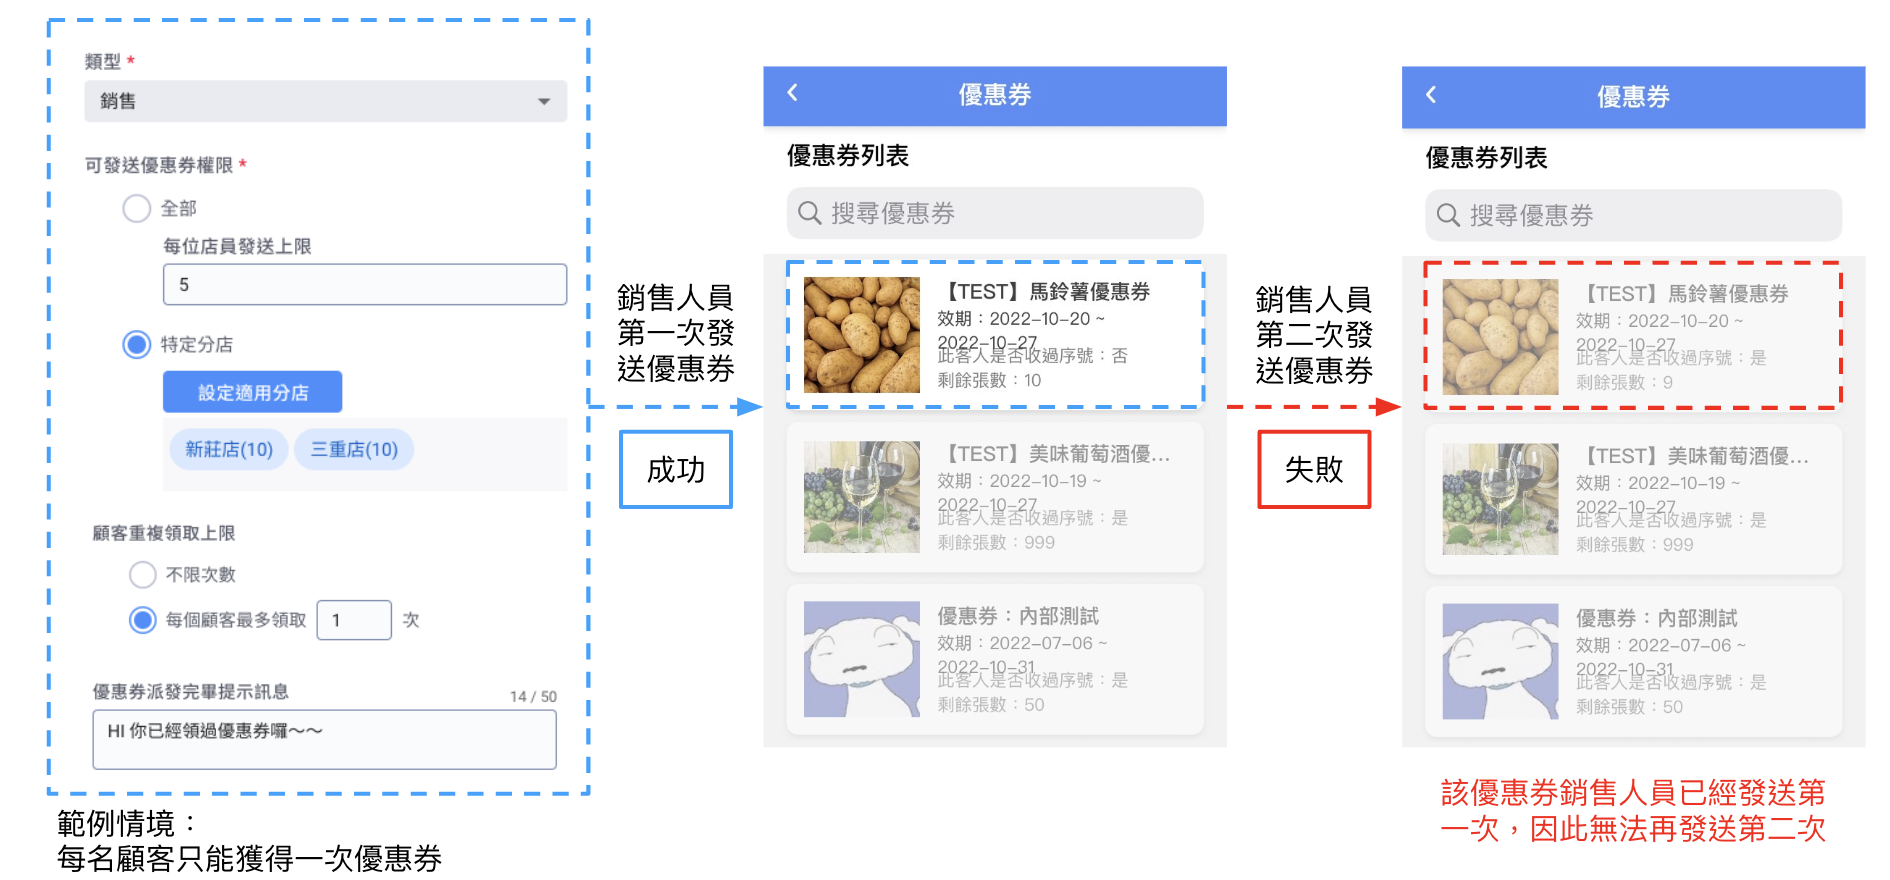 類型 *
銷售
可發送優惠券權限 *
全部
每位店員發送上限
5
特定分店
設定適用分店
新莊店(10) 三重店(10)
顧客重複領取上限
不限次數
每個顧客最多領取 1 次
優惠券派發完畢提示訊息 14 / 50
HI 你已經領過優惠券囉～～
範例情境：
每名顧客只能獲得一次優惠券
銷售人員
第一次發
送優惠券
成功
優惠券
優惠券列表
搜尋優惠券
【TEST】馬鈴薯優惠券
效期：2022-10-20 ~
2022-10-27
此客人是否收過序號：否
剩餘張數：10
【TEST】美味葡萄酒優...
效期：2022-10-19 ~
2022-10-27
此客人是否收過序號：是
剩餘張數：999
優惠券：內部測試
效期：2022-07-06 ~
2022-10-31
此客人是否收過序號：是
剩餘張數：50
銷售人員
第二次發
送優惠券
失敗
優惠券
優惠券列表
搜尋優惠券
【TEST】馬鈴薯優惠券
效期：2022-10-20 ~
2022-10-27
此客人是否收過序號：是
剩餘張數：9
【TEST】美味葡萄酒優...
效期：2022-10-19 ~
2022-10-27
此客人是否收過序號：是
剩餘張數：999
優惠券：內部測試
效期：2022-07-06 ~
2022-10-31
此客人是否收過序號：是
剩餘張數：50
該優惠券銷售人員已經發送第
一次，因此無法再發送第二次